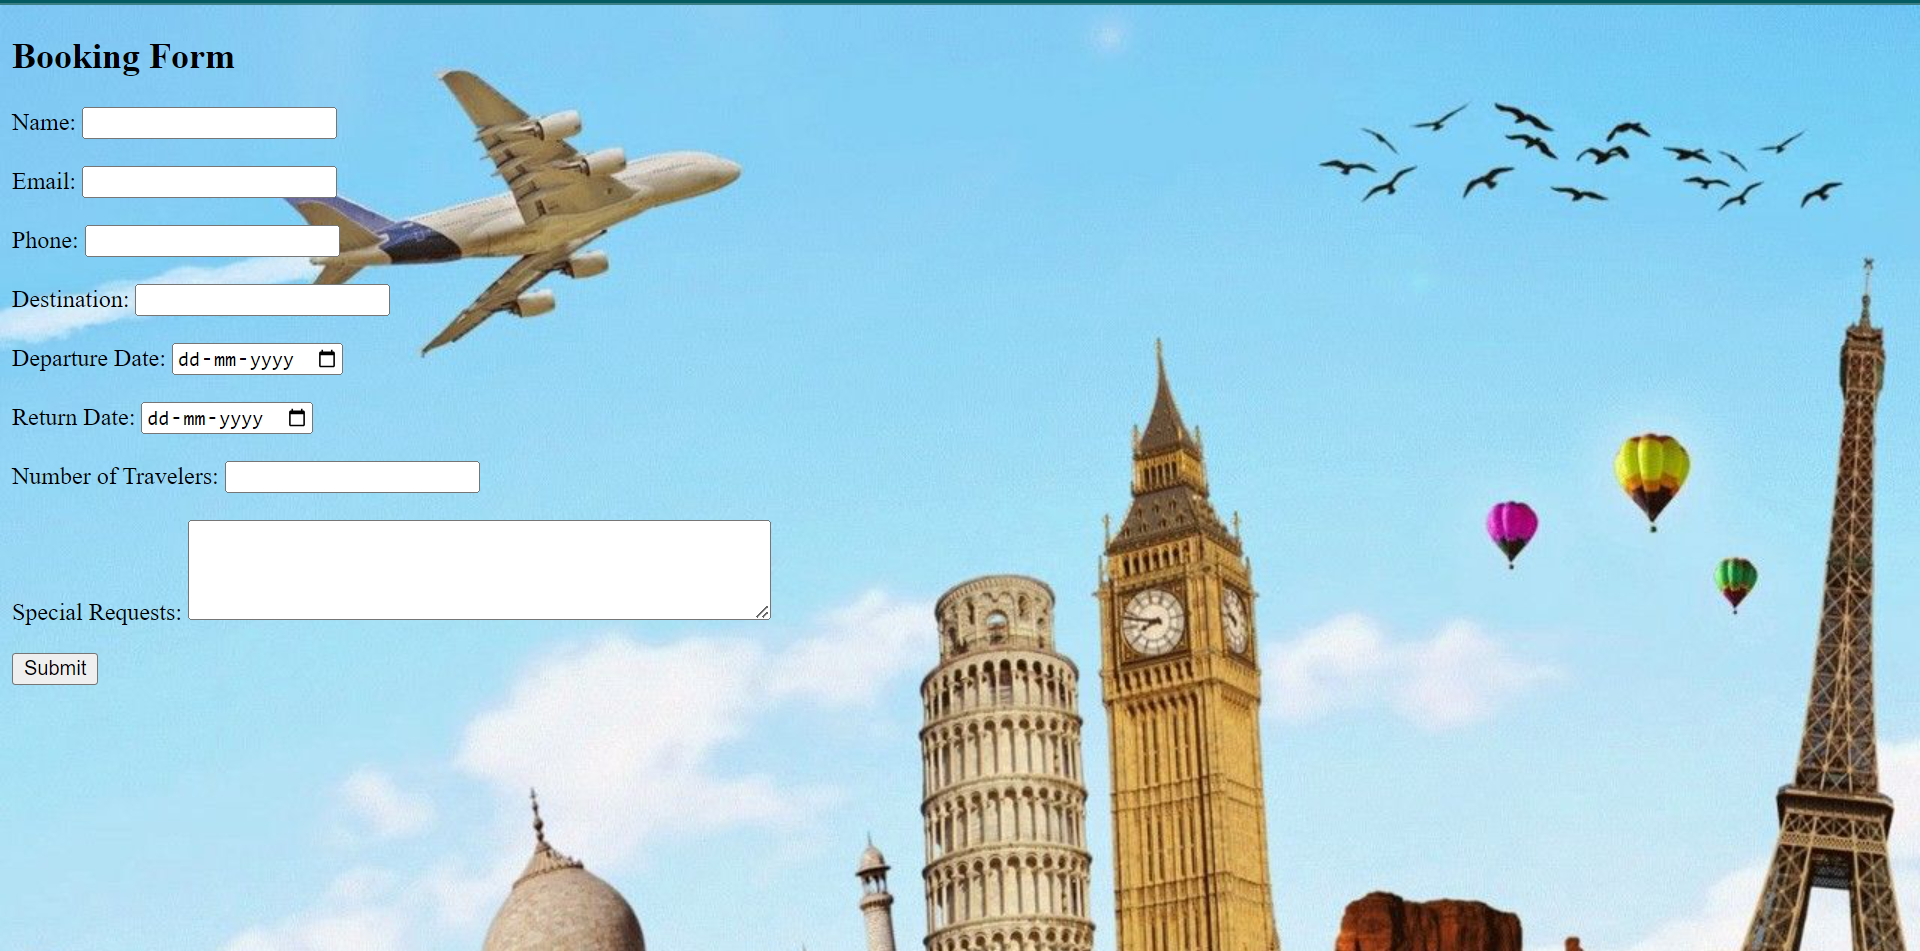 Booking Form
Name:
Email:
Phone:
Destination:
Departure Date: dd-mm-yyyy
Return Date: dd-mm-yyyy
Number of Travelers:
Special Requests:
Submit